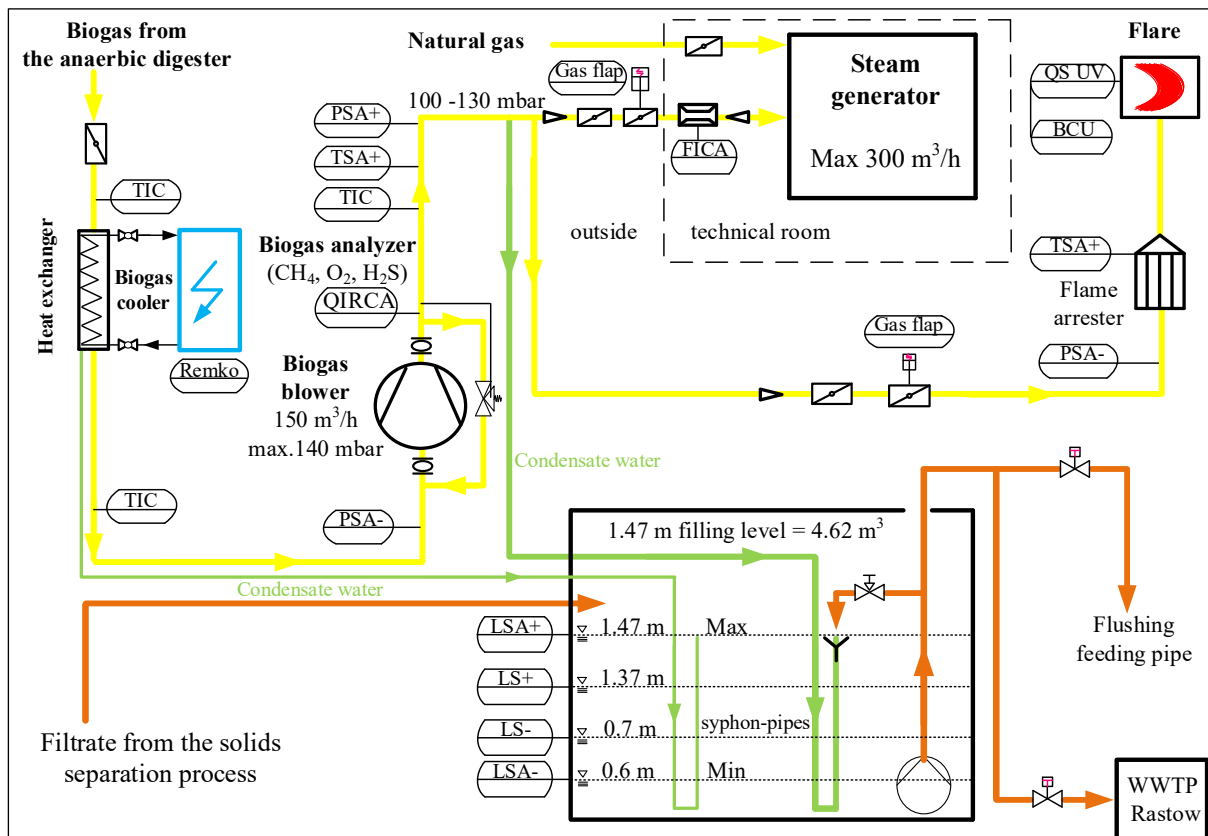 Biogas from
the anaerbic digester
Natural gas
Gas flap
Steam
generator
Max 300 m³/h
Flare
QS UV
BCU
PSA+
100 -130 mbar
TSA+
TIC
FICA
TIC
outside
technical room
Heat exchanger
Biogas
cooler
Remko
Biogas analyzer
(CH₄, O₂, H₂S)
QIRCA
TSA+
Flame
arrester
Gas flap
PSA-
Biogas
blower
150 m³/h
max.140 mbar
Condensate water
TIC
PSA-
1.47 m filling level = 4.62 m³
Condensate water
LSA+
1.47 m
Max
LS+
1.37 m
LS-
0.7 m
syphon-pipes
LSA-
0.6 m
Min
Flushing
feeding pipe
Filtrate from the solids
separation process
WWTP
Rastow